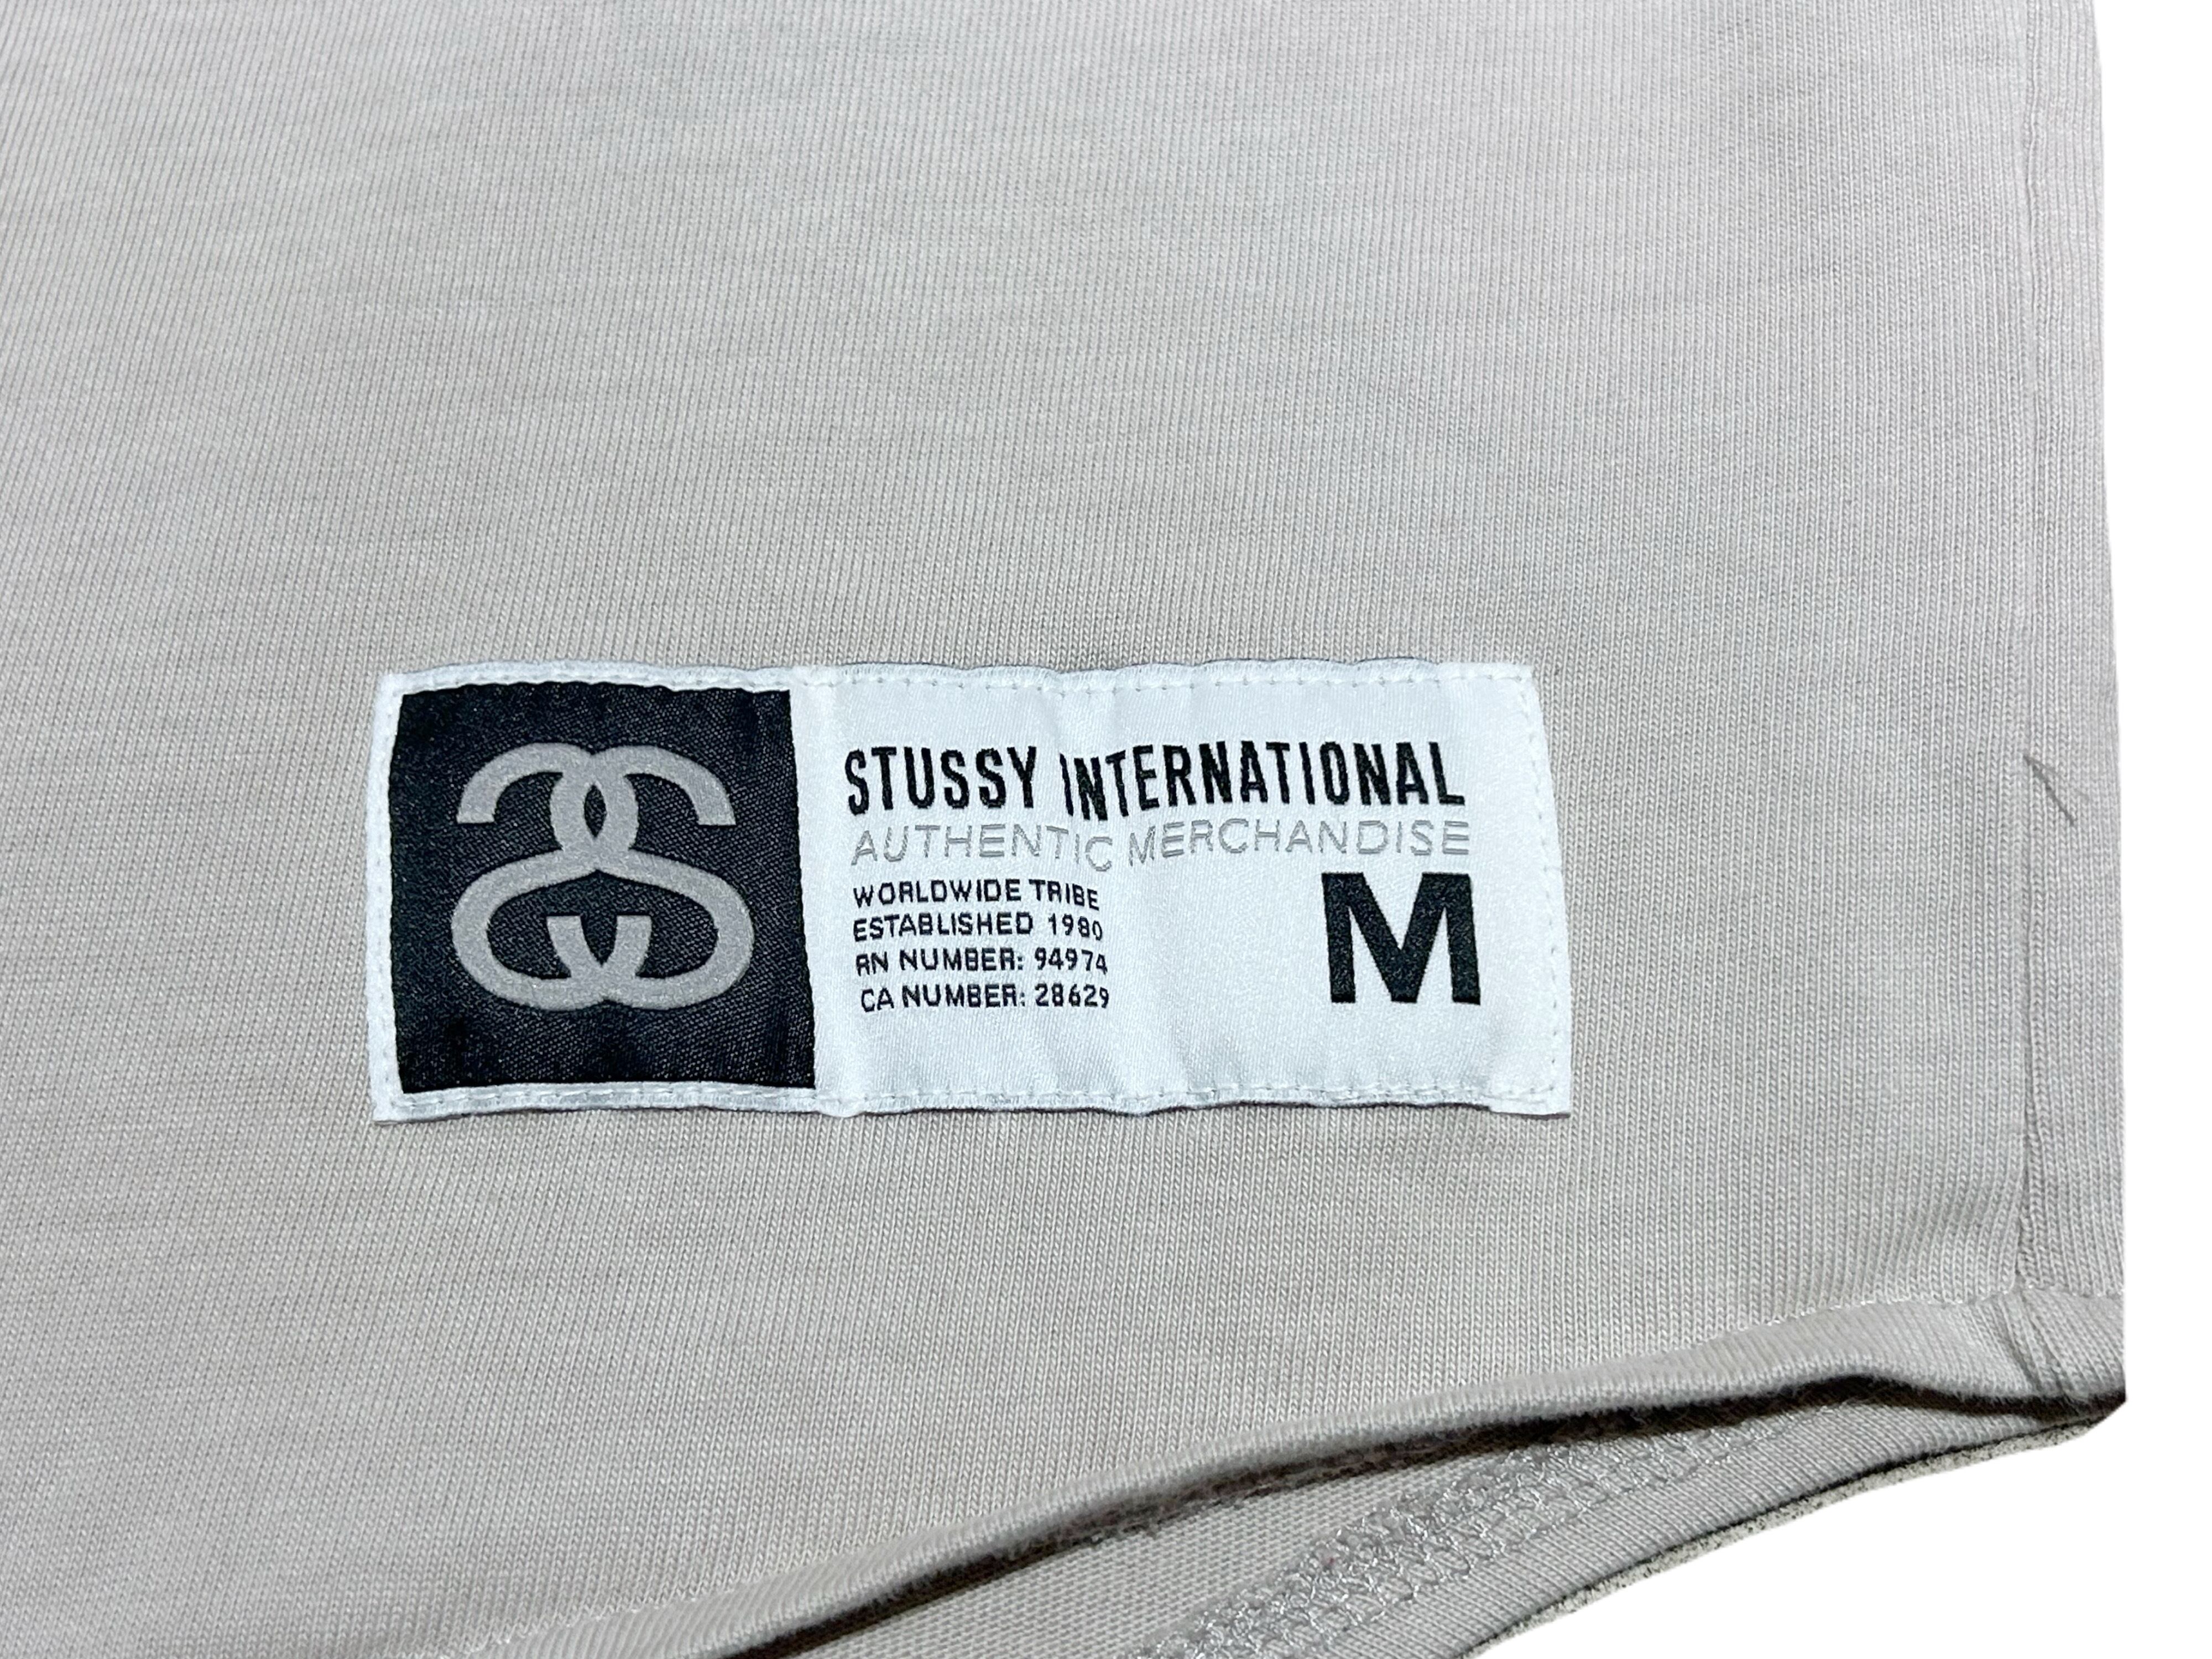 STUSSY INTERNATIONAL
AUTHENTIC MERCHANDISE
WORLDWIDE TRIBE
ESTABLISHED 1980
RN NUMBER: 94974
CA NUMBER: 28629
M